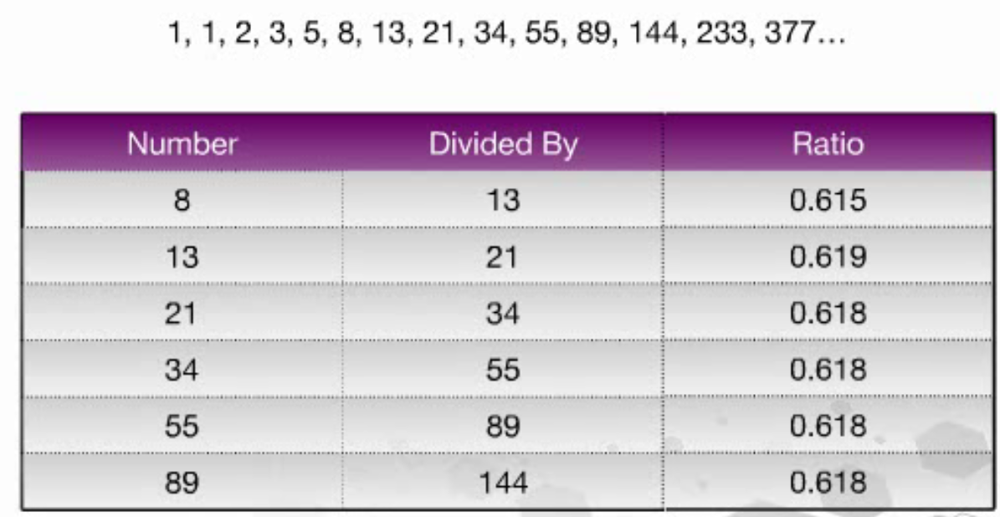 1, 1, 2, 3, 5, 8, 13, 21, 34, 55, 89, 144, 233, 377...
Number Divided By Ratio
8 13 0.615
13 21 0.619
21 34 0.618
34 55 0.618
55 89 0.618
89 144 0.618